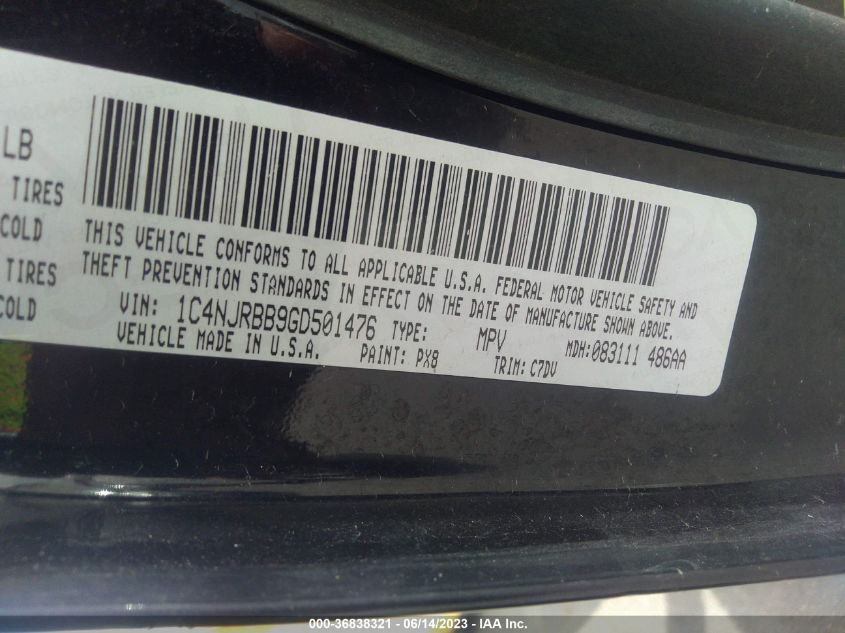 LB
TIRES
COLD
TIRES
COLD
THIS VEHICLE CONFORMS TO ALL APPLICABLE U.S.A. FEDERAL MOTOR VEHICLE SAFETY AND
THEFT PREVENTION STANDARDS IN EFFECT ON THE DATE OF MANUFACTURE SHOWN ABOVE.
VIN: 1C4NJRBB9GD501476 TYPE: MPV MDH:083111 486AA
VEHICLE MADE IN U.S.A. PAINT: PX8 TRIM: C7DV
000-36838321 - 06/14/2023 - IAA Inc.